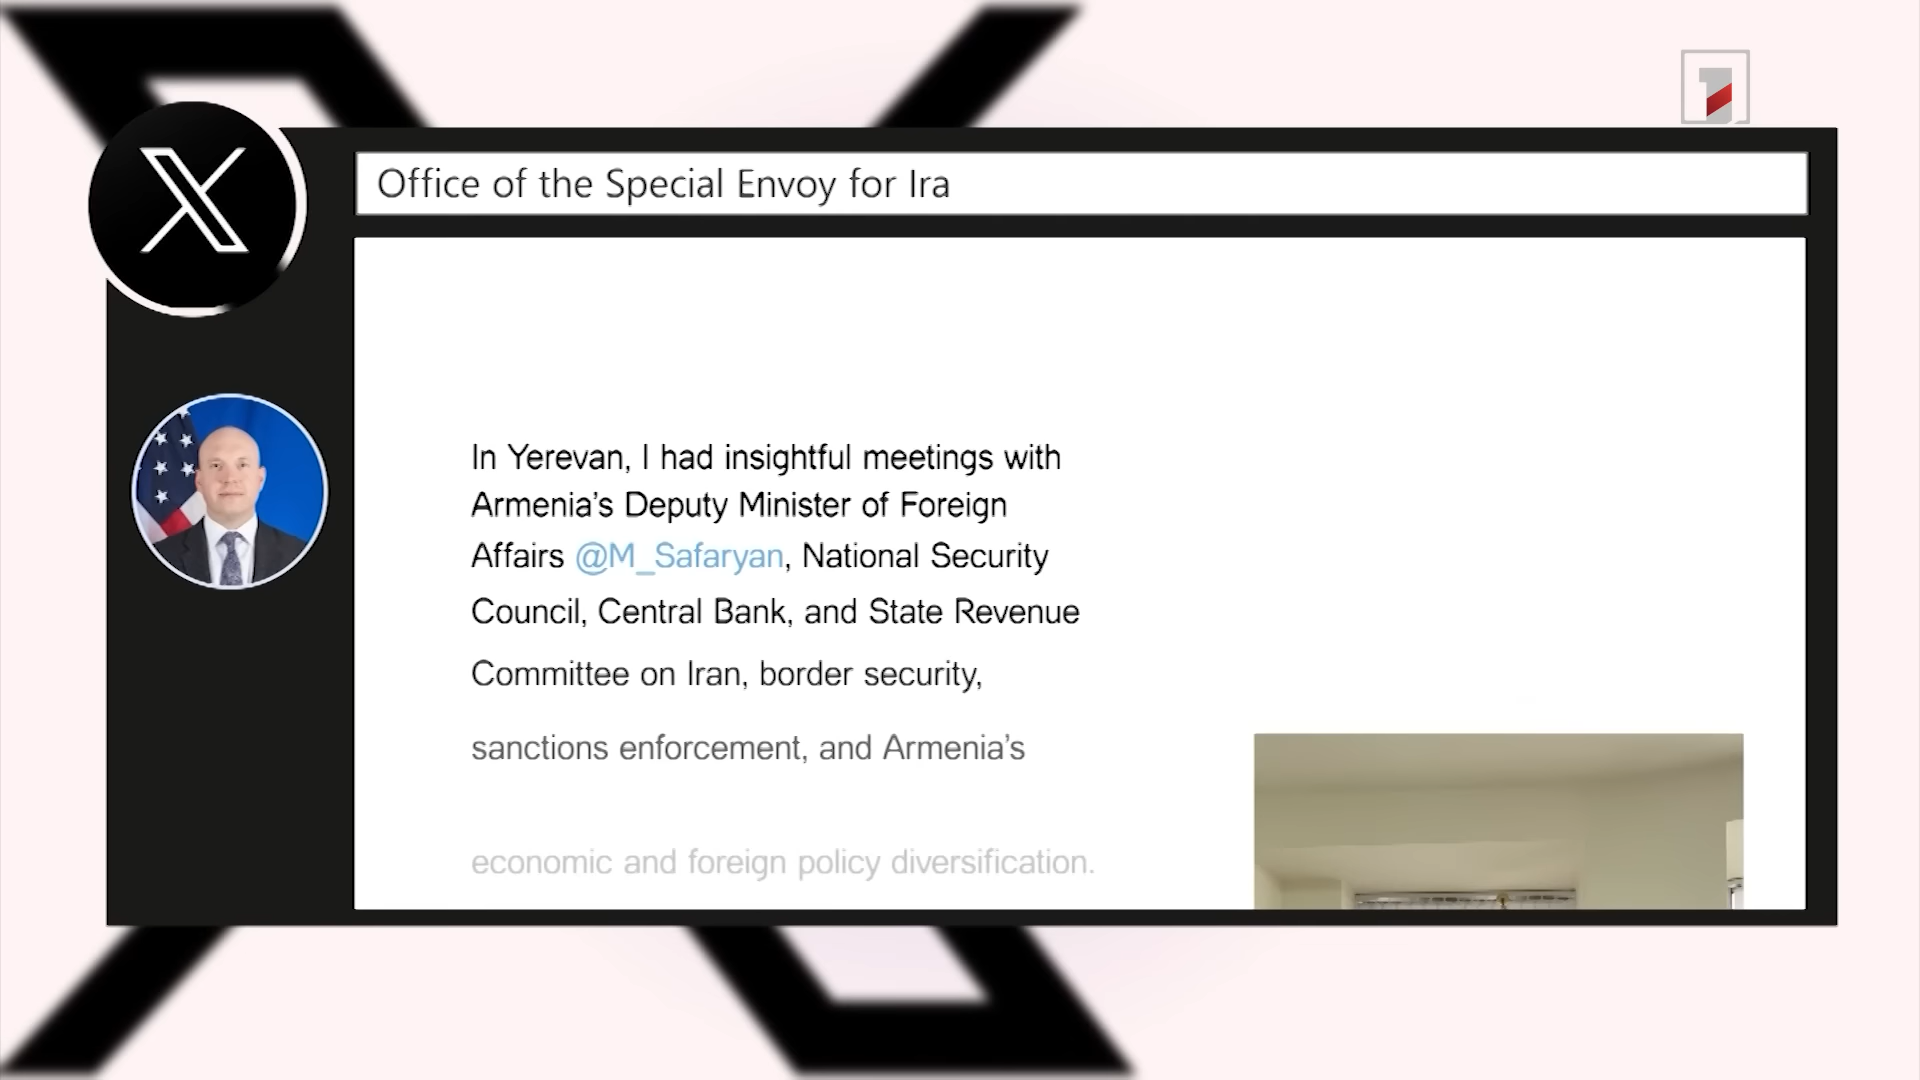 Office of the Special Envoy for Ira
In Yerevan, I had insightful meetings with
Armenia’s Deputy Minister of Foreign
Affairs @M_Safaryan, National Security
Council, Central Bank, and State Revenue
Committee on Iran, border security,
sanctions enforcement, and Armenia’s
economic and foreign policy diversification.